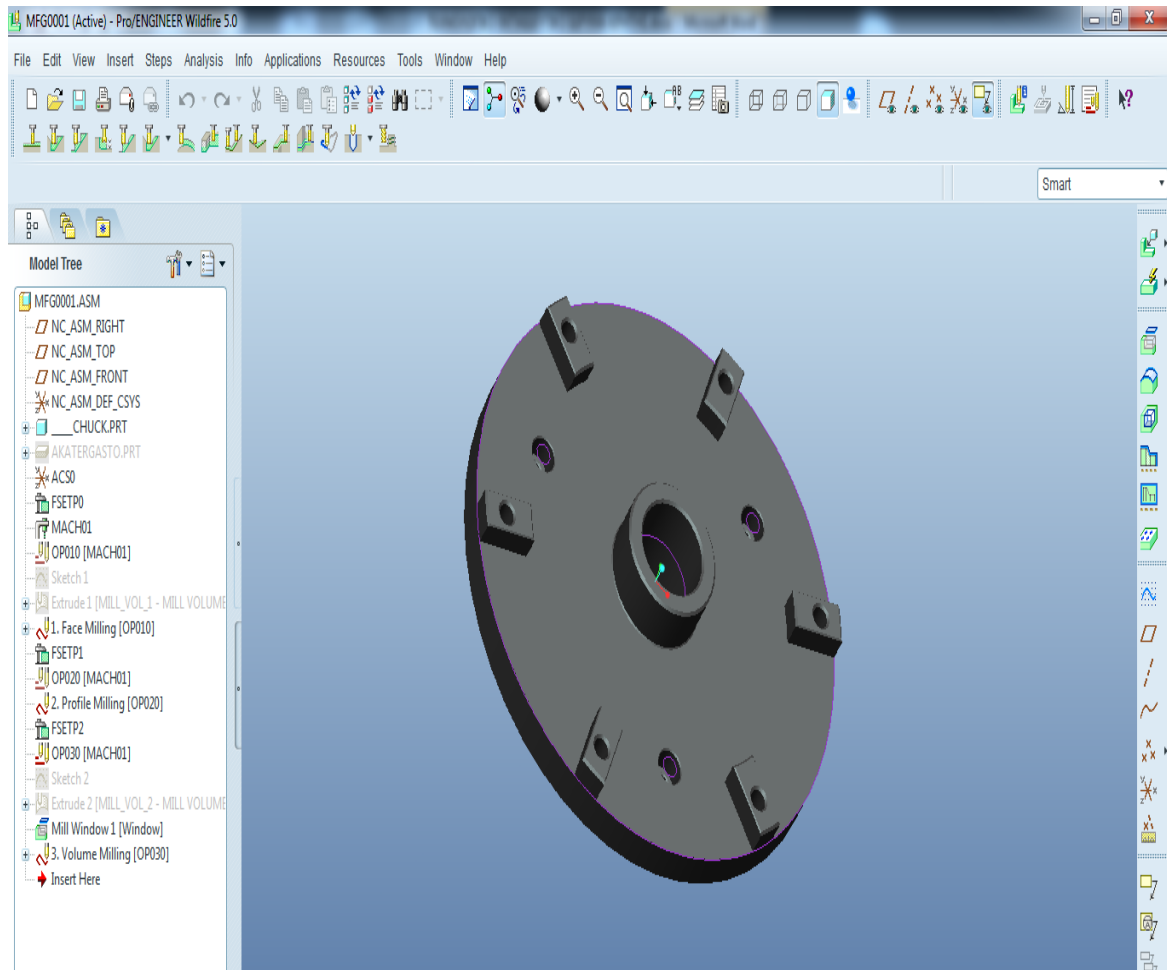 MFG0001 (Active) - Pro/ENGINEER Wildfire 5.0
File Edit View Insert Steps Analysis Info Applications Resources Tools Window Help
Smart
Model Tree
MFG0001.ASM
NC_ASM_RIGHT
NC_ASM_TOP
NC_ASM_FRONT
NC_ASM_DEF_CSYS
____CHUCK.PRT
AKATERGASTO.PRT
ACS0
FSETP0
MACH01
OP010 [MACH01]
Sketch 1
Extrude 1 [MILL_VOL_1 - MILL VOLUME
1. Face Milling [OP010]
FSETP1
OP020 [MACH01]
2. Profile Milling [OP020]
FSETP2
OP030 [MACH01]
Sketch 2
Extrude 2 [MILL_VOL_2 - MILL VOLUME
Mill Window 1 [Window]
3. Volume Milling [OP030]
Insert Here